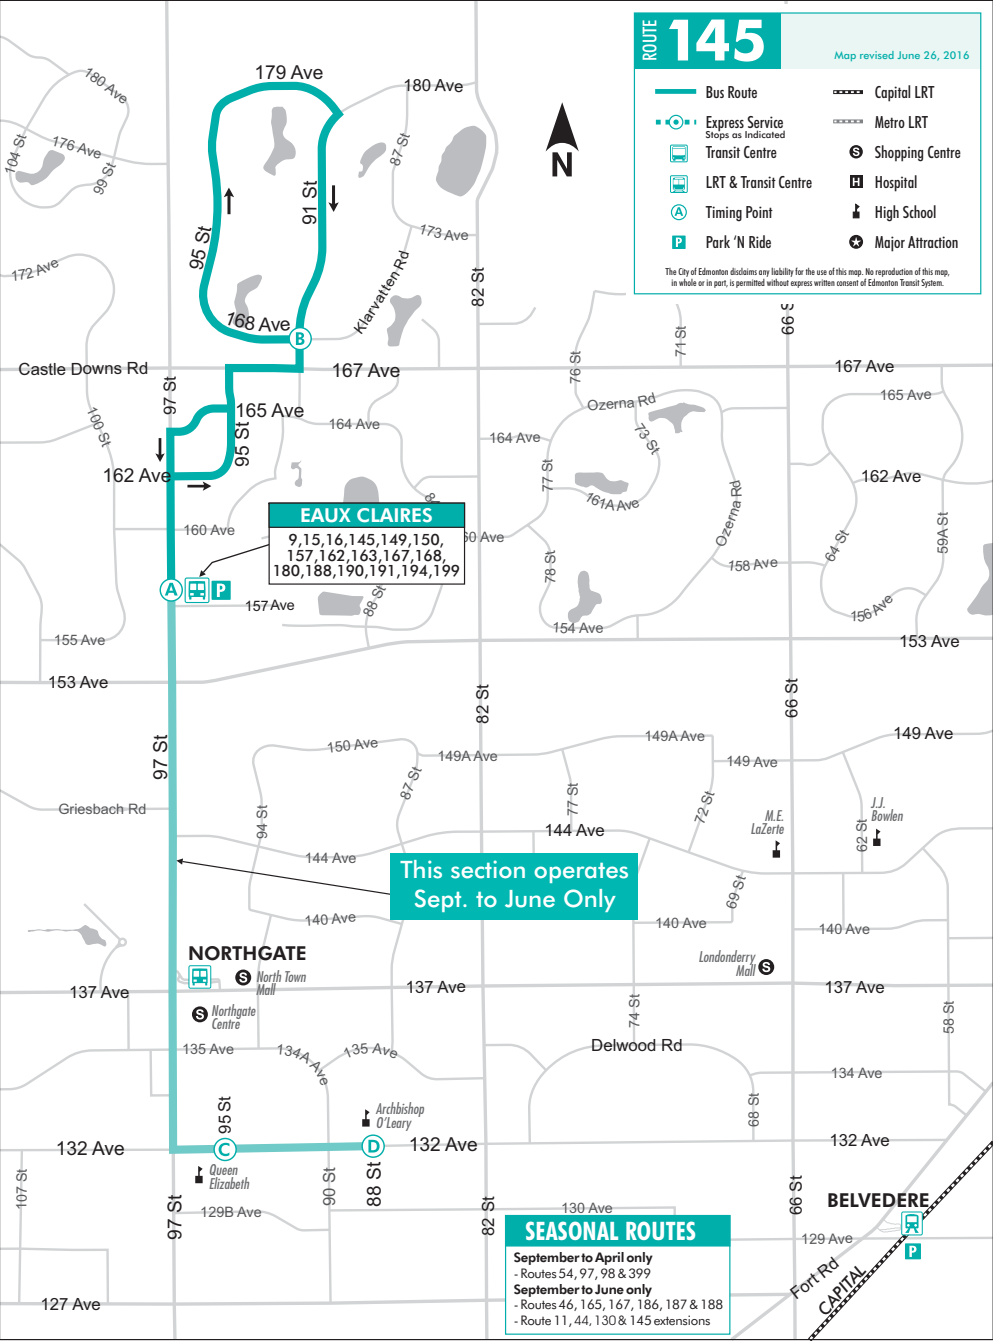 ROUTE 145
Map revised June 26, 2016
Bus Route
Express Service
Stops as Indicated
Transit Centre
LRT & Transit Centre
A Timing Point
P Park 'N Ride
Capital LRT
Metro LRT
S Shopping Centre
H Hospital
High School
Major Attraction
The City of Edmonton disclaims any liability for the use of this map. No reproduction of this map,
in whole or in part, is permitted without express written consent of Edmonton Transit System.
N
179 Ave
180 Ave
180 Ave
176 Ave
104 St
99 St
87 St
91 St
95 St
173 Ave
172 Ave
82 St
Klarvatten Rd
168 Ave
B
66 S
71 St
76 St
Castle Downs Rd
167 Ave
167 Ave
97 St
165 Ave
165 Ave
Ozerna Rd
100 St
95 St
164 Ave
164 Ave
73 St
77 St
162 Ave
162 Ave
161A Ave
Ozerna Rd
59A St
64 St
160 Ave
60 Ave
EAUX CLAIRES
9,15,16,145,149,150,
157,162,163,167,168,
180,188,190,191,194,199
78 St
158 Ave
A
P
157 Ave
88 St
156 Ave
154 Ave
155 Ave
153 Ave
153 Ave
82 St
66 St
97 St
150 Ave
149A Ave
149A Ave
149 Ave
149 Ave
87 St
77 St
72 St
Griesbach Rd
94 St
144 Ave
M.E.
LaZerte
62 St
J.J.
Bowlen
144 Ave
This section operates
Sept. to June Only
69 St
140 Ave
140 Ave
140 Ave
NORTHGATE
S North Town
Mall
Londonderry
Mall S
137 Ave
137 Ave
137 Ave
S Northgate
Centre
74 St
58 St
135 Ave
134A Ave
135 Ave
Delwood Rd
134 Ave
95 St
Archbishop
O'Leary
68 St
132 Ave
C
D
132 Ave
132 Ave
107 St
Queen
Elizabeth
90 St
88 St
97 St
129B Ave
82 St
130 Ave
66 St
BELVEDERE
129 Ave
P
Fort Rd
CAPITAL
127 Ave
SEASONAL ROUTES
September to April only
- Routes 54, 97, 98 & 399
September to June only
- Routes 46, 165, 167, 186, 187 & 188
- Route 11, 44, 130 & 145 extensions